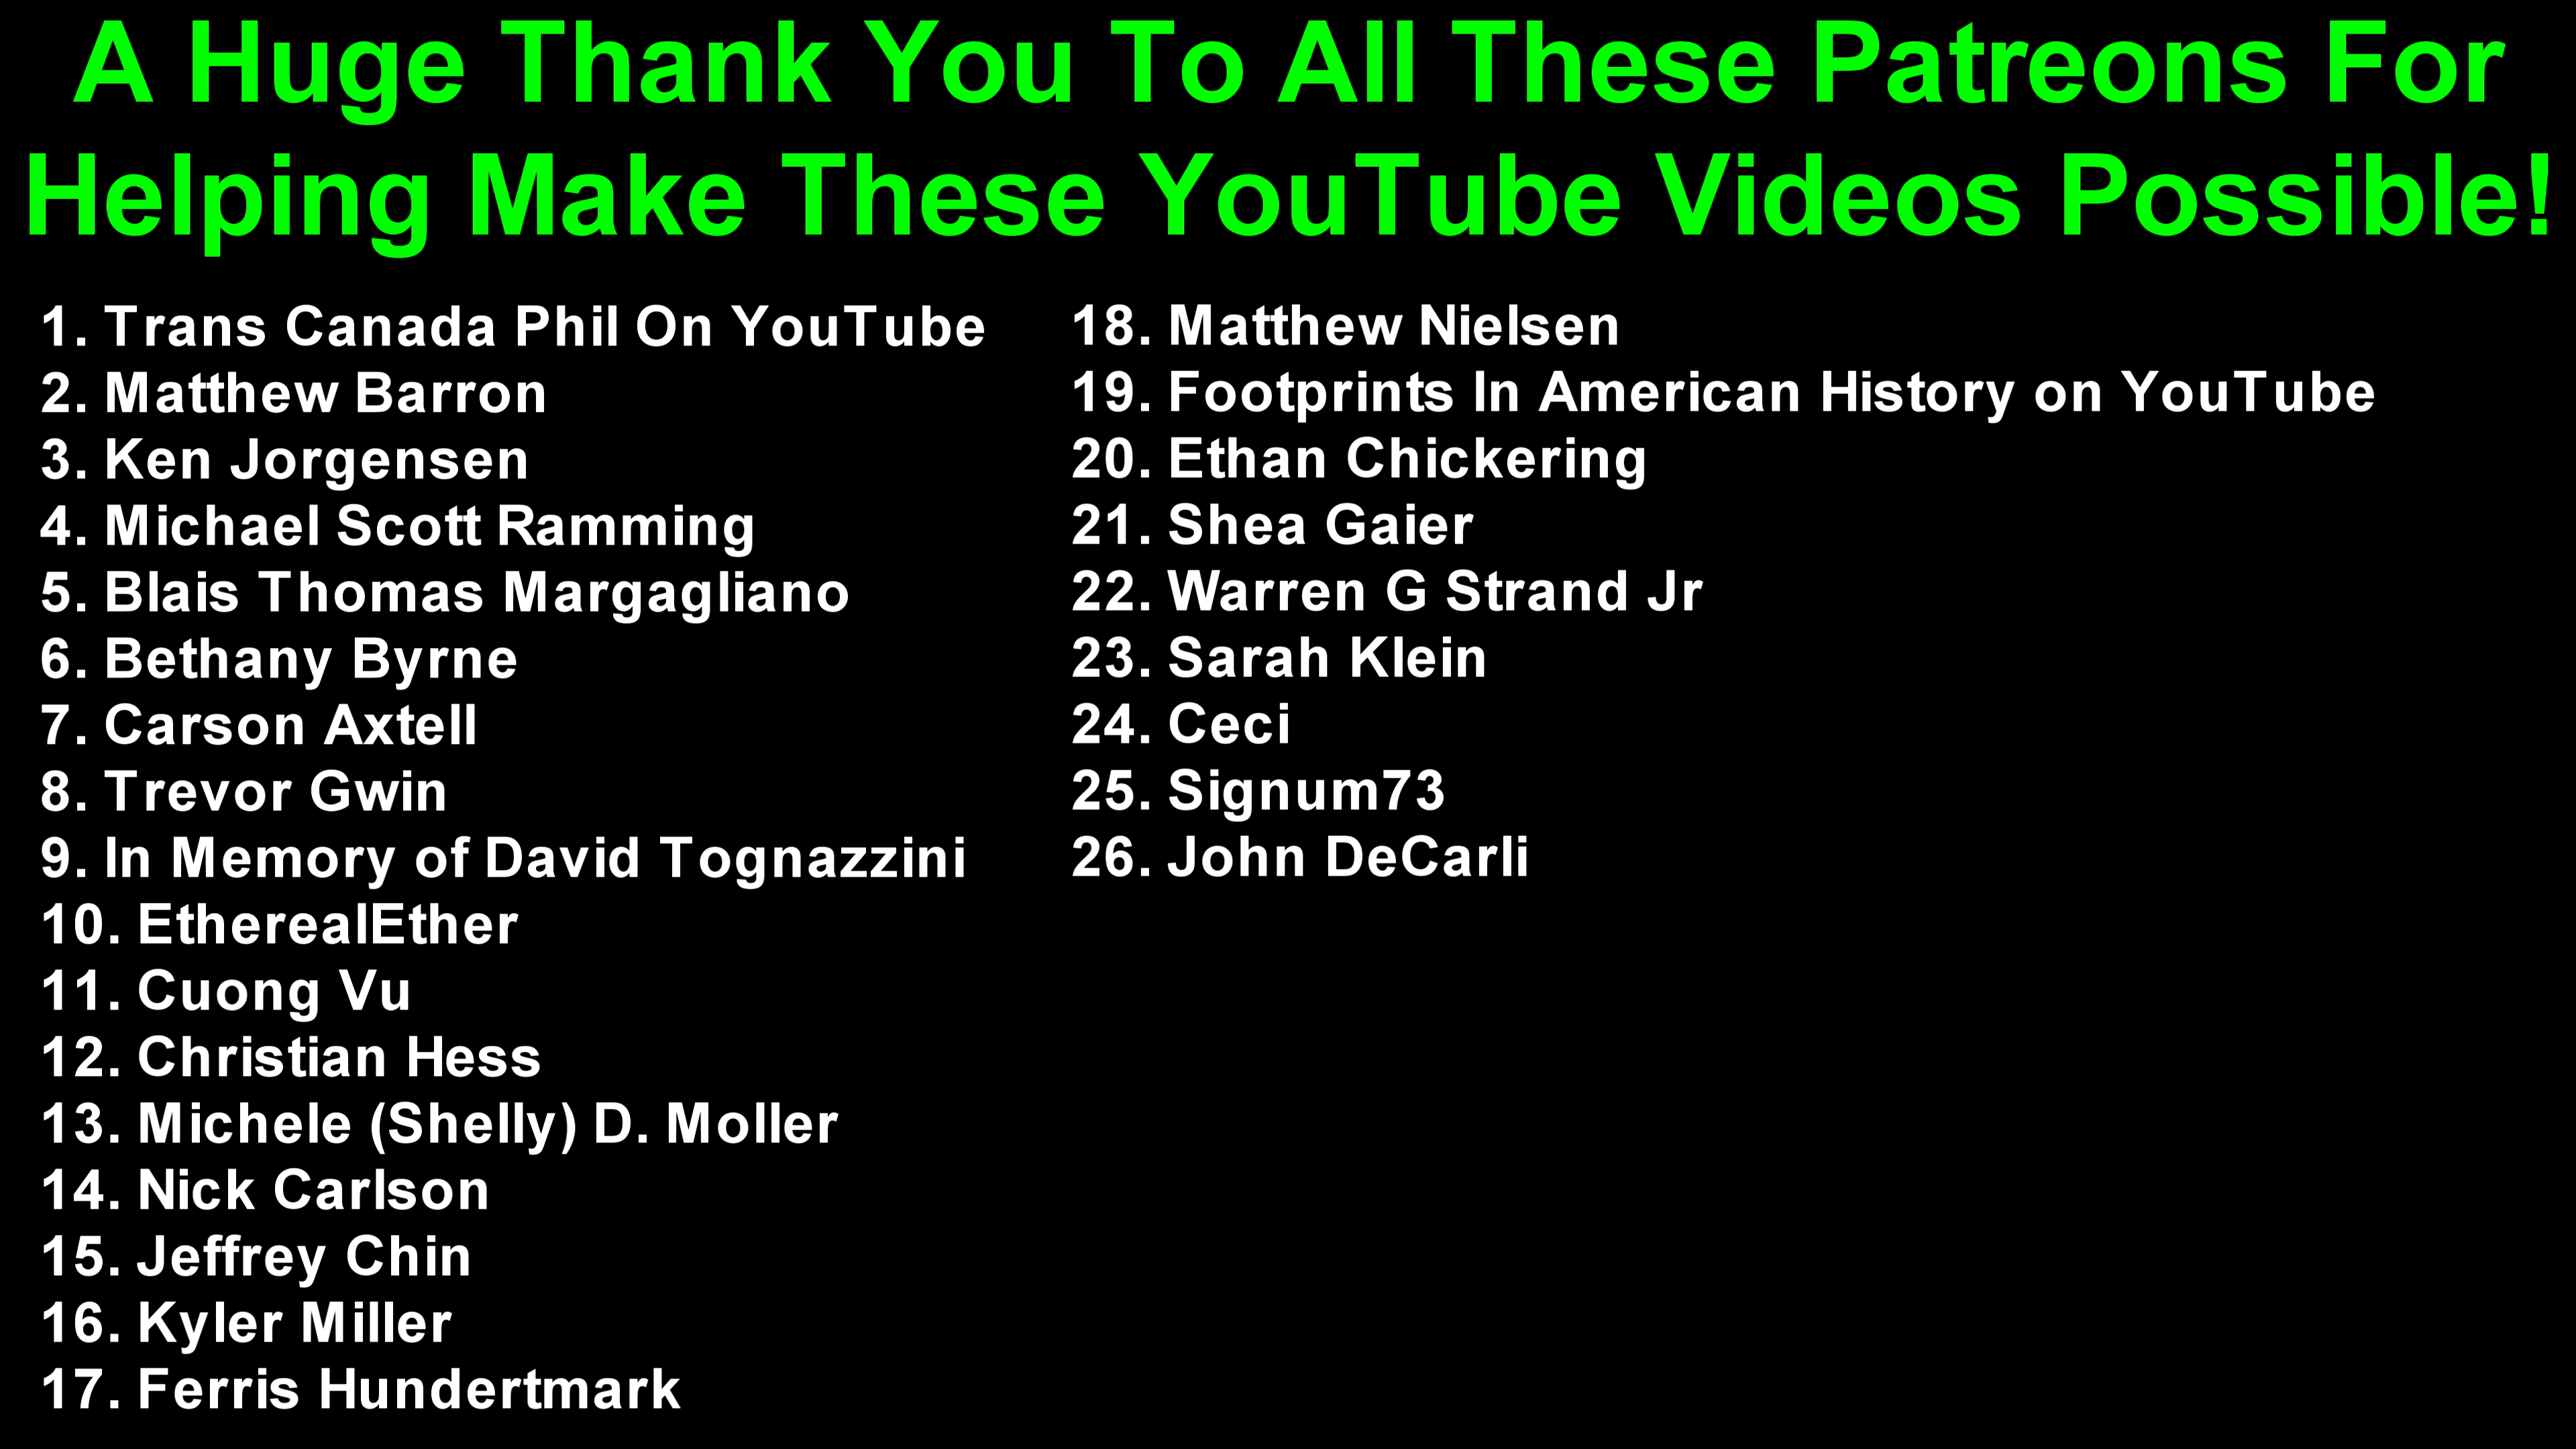 A Huge Thank You To All These Patreons For
Helping Make These YouTube Videos Possible!
1. Trans Canada Phil On YouTube
2. Matthew Barron
3. Ken Jorgensen
4. Michael Scott Ramming
5. Blais Thomas Margagliano
6. Bethany Byrne
7. Carson Axtell
8. Trevor Gwin
9. In Memory of David Tognazzini
10. EtherealEther
11. Cuong Vu
12. Christian Hess
13. Michele (Shelly) D. Moller
14. Nick Carlson
15. Jeffrey Chin
16. Kyler Miller
17. Ferris Hundertmark
18. Matthew Nielsen
19. Footprints In American History on YouTube
20. Ethan Chickering
21. Shea Gaier
22. Warren G Strand Jr
23. Sarah Klein
24. Ceci
25. Signum73
26. John DeCarli